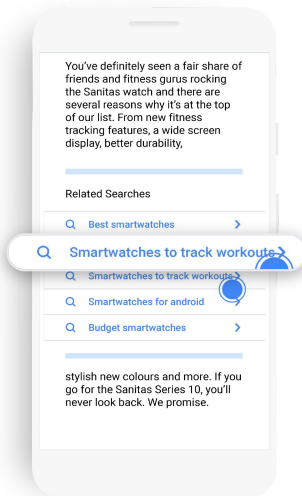 You've definitely seen a fair share of
friends and fitness gurus rocking
the Sanitas watch and there are
several reasons why it's at the top
of our list. From new fitness
tracking features, a wide screen
display, better durability,
Related Searches
Best smartwatches
Smartwatches to track workouts
Smartwatches to track workouts
Smartwatches for android
Budget smartwatches
stylish new colours and more. If you
go for the Sanitas Series 10, you'll
never look back. We promise.